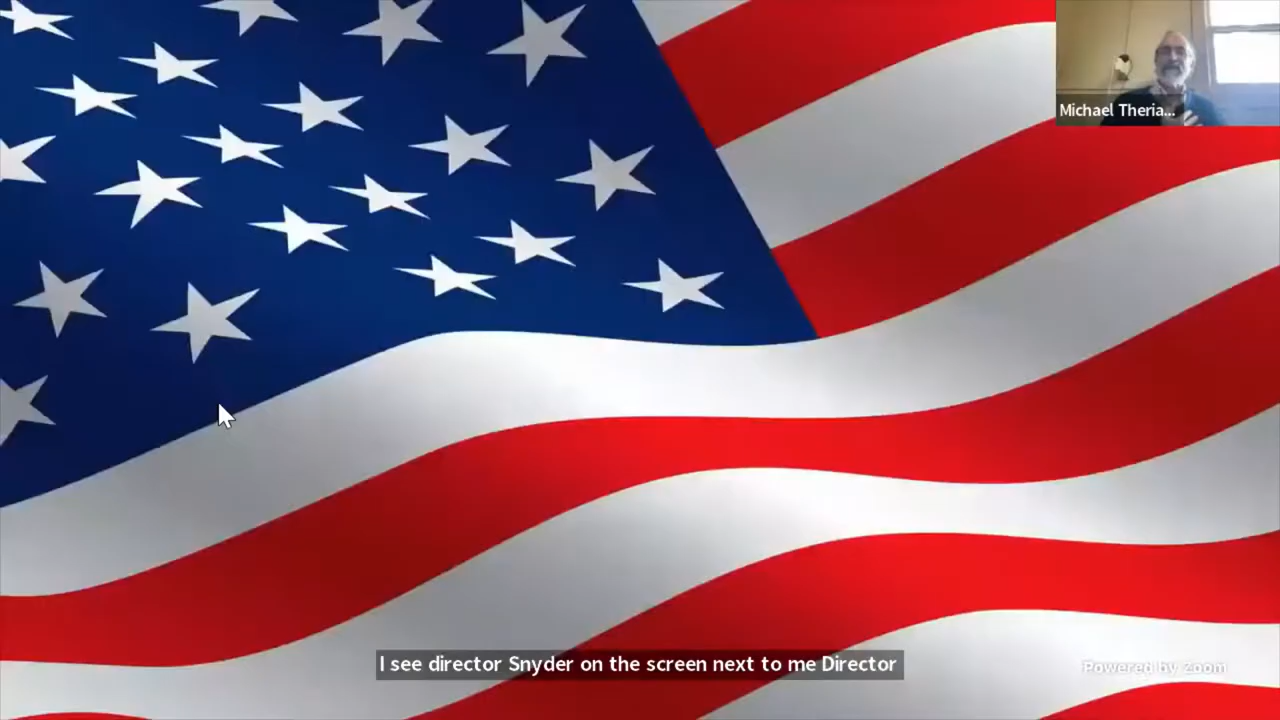 Michael Theria...
I see director Snyder on the screen next to me Director
Powered by zoom